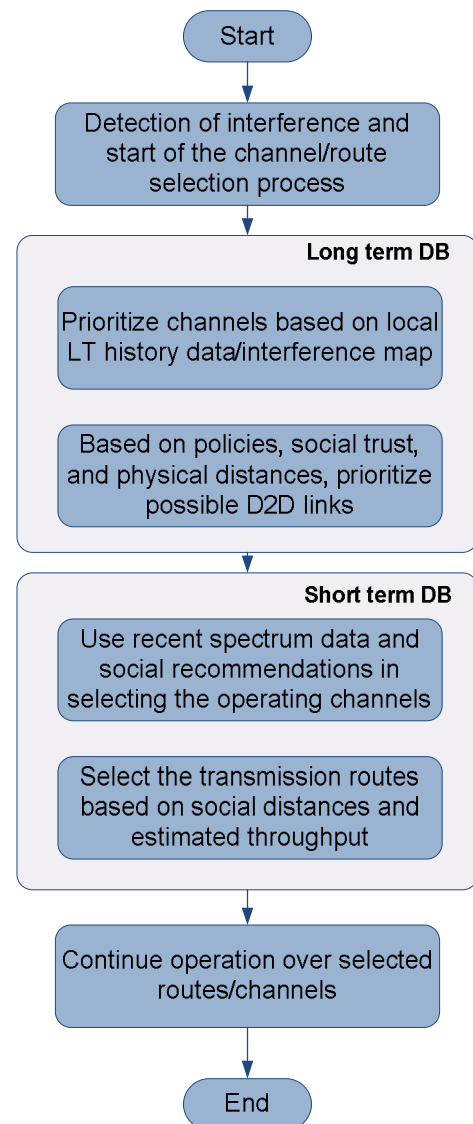 Start
Detection of interference and
start of the channel/route
selection process
Long term DB
Prioritize channels based on local
LT history data/interference map
Based on policies, social trust,
and physical distances, prioritize
possible D2D links
Short term DB
Use recent spectrum data and
social recommendations in
selecting the operating channels
Select the transmission routes
based on social distances and
estimated throughput
Continue operation over selected
routes/channels
End